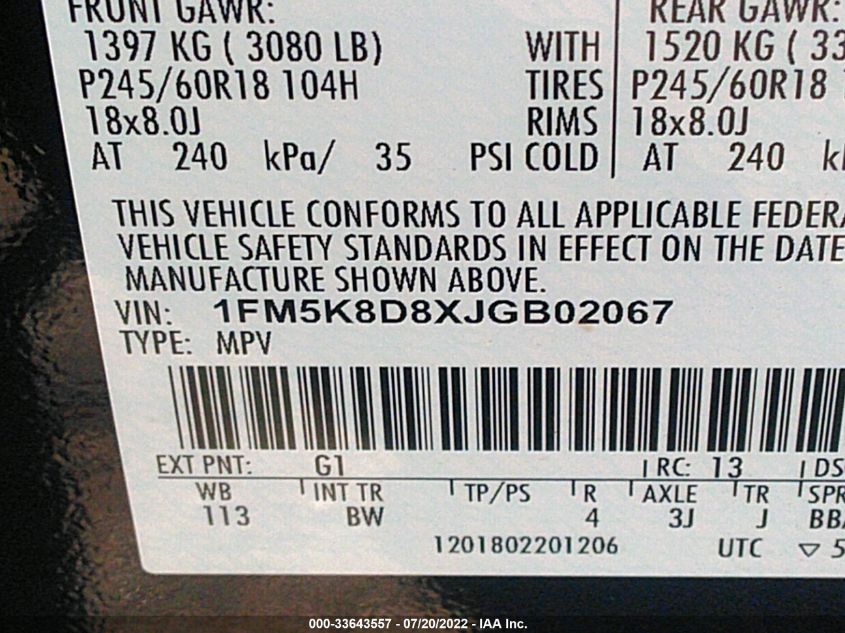 FRONT GAWR: REAR GAWR:
1397 KG ( 3080 LB) WITH 1520 KG (
P245/60R18 104H TIRES P245/60R18
18x8.0J RIMS 18x8.0J
AT 240 kPa/ 35 PSI COLD AT 240
THIS VEHICLE CONFORMS TO ALL APPLICABLE
VEHICLE SAFETY STANDARDS IN EFFECT ON THE DATE
MANUFACTURE SHOWN ABOVE.
VIN: 1FM5K8D8XJGB02067
TYPE: MPV
EXT PNT: G1 RC: 13
WB INT TR TP/PS R AXLE TR
113 BW 4 3J J
1201802201206 UTC ▽
000-33643557 - 07/20/2022 - IAA Inc.